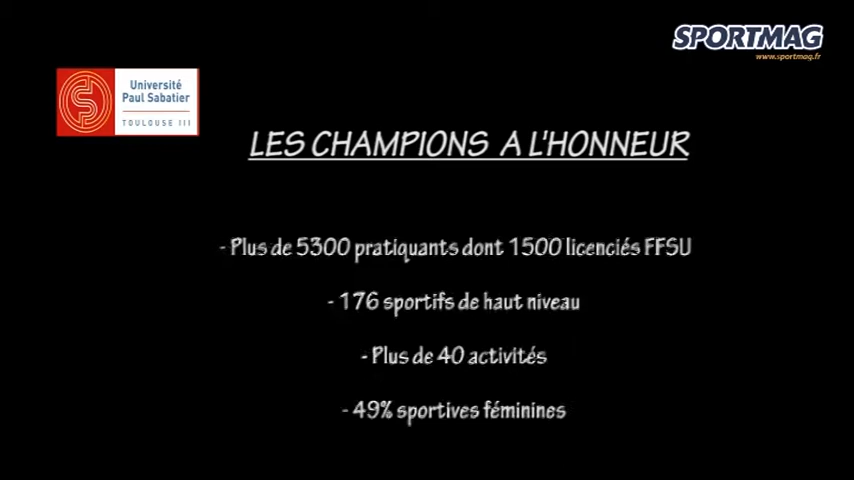 SPORTMAG
www.sportmag.fr
Université
Paul Sabatier
TOULOUSE III
LES CHAMPIONS A L'HONNEUR
- Plus de 5300 pratiquants dont 1500 licenciés FFSU
- 176 sportifs de haut niveau
- Plus de 40 activités
- 49% sportives féminines